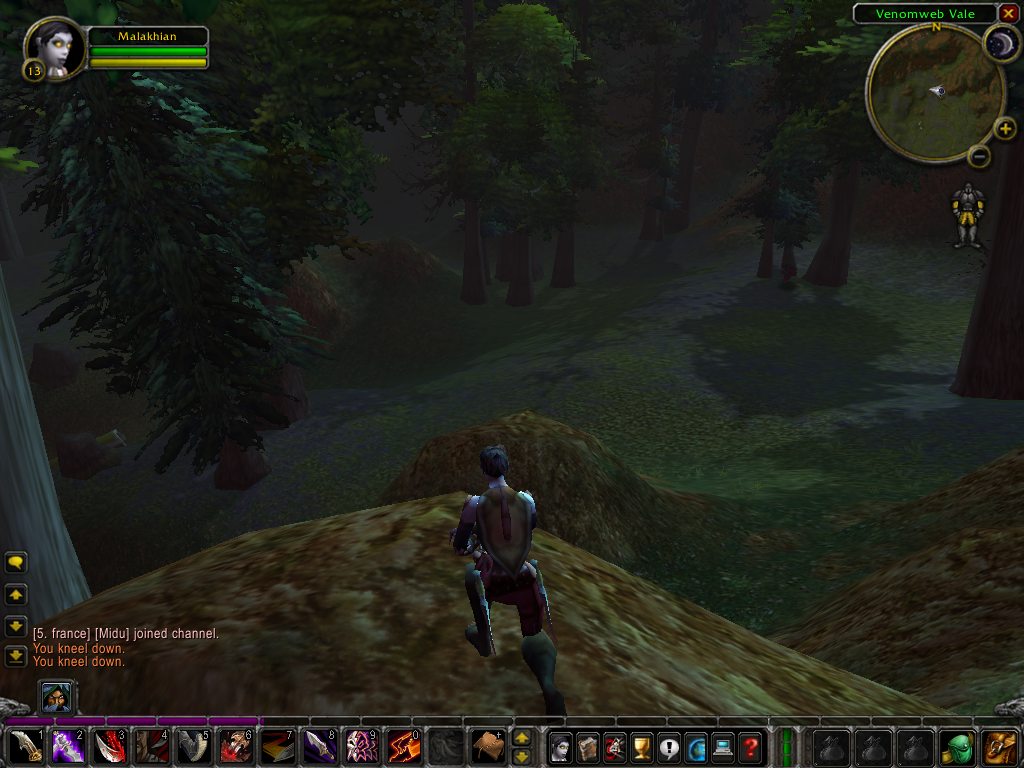 Malakhian
13
Venomweb Vale
N
[5. france] [Midu] joined channel.
You kneel down.
You kneel down.
1 2 3 4 5 6 7 8 9 0 +